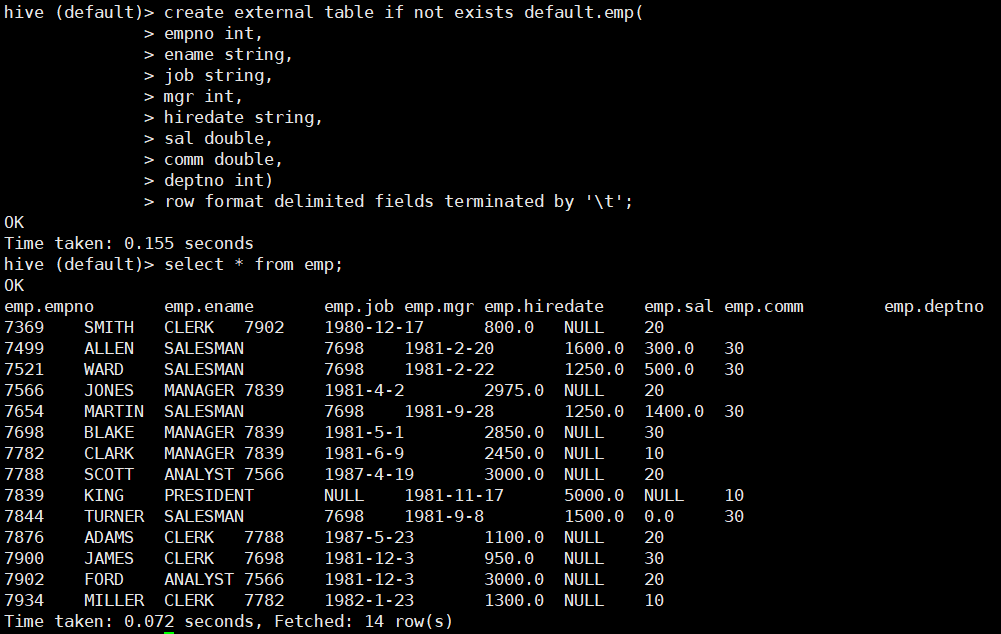 hive (default)> create external table if not exists default.emp(
              > empno int,
              > ename string,
              > job string,
              > mgr int,
              > hiredate string,
              > sal double,
              > comm double,
              > deptno int)
              > row format delimited fields terminated by '\t';
OK
Time taken: 0.155 seconds
hive (default)> select * from emp;
OK
emp.empno       emp.ename       emp.job emp.mgr emp.hiredate    emp.sal emp.comm        emp.deptno
7369    SMITH   CLERK   7902    1980-12-17      800.0   NULL    20
7499    ALLEN   SALESMAN        7698    1981-2-20       1600.0  300.0   30
7521    WARD    SALESMAN        7698    1981-2-22       1250.0  500.0   30
7566    JONES   MANAGER 7839    1981-4-2        2975.0  NULL    20
7654    MARTIN  SALESMAN        7698    1981-9-28       1250.0  1400.0  30
7698    BLAKE   MANAGER 7839    1981-5-1        2850.0  NULL    30
7782    CLARK   MANAGER 7839    1981-6-9        2450.0  NULL    10
7788    SCOTT   ANALYST 7566    1987-4-19       3000.0  NULL    20
7839    KING    PRESIDENT       NULL    1981-11-17      5000.0  NULL    10
7844    TURNER  SALESMAN        7698    1981-9-8        1500.0  0.0     30
7876    ADAMS   CLERK   7788    1987-5-23       1100.0  NULL    20
7900    JAMES   CLERK   7698    1981-12-3       950.0   NULL    30
7902    FORD    ANALYST 7566    1981-12-3       3000.0  NULL    20
7934    MILLER  CLERK   7782    1982-1-23       1300.0  NULL    10
Time taken: 0.072 seconds, Fetched: 14 row(s)